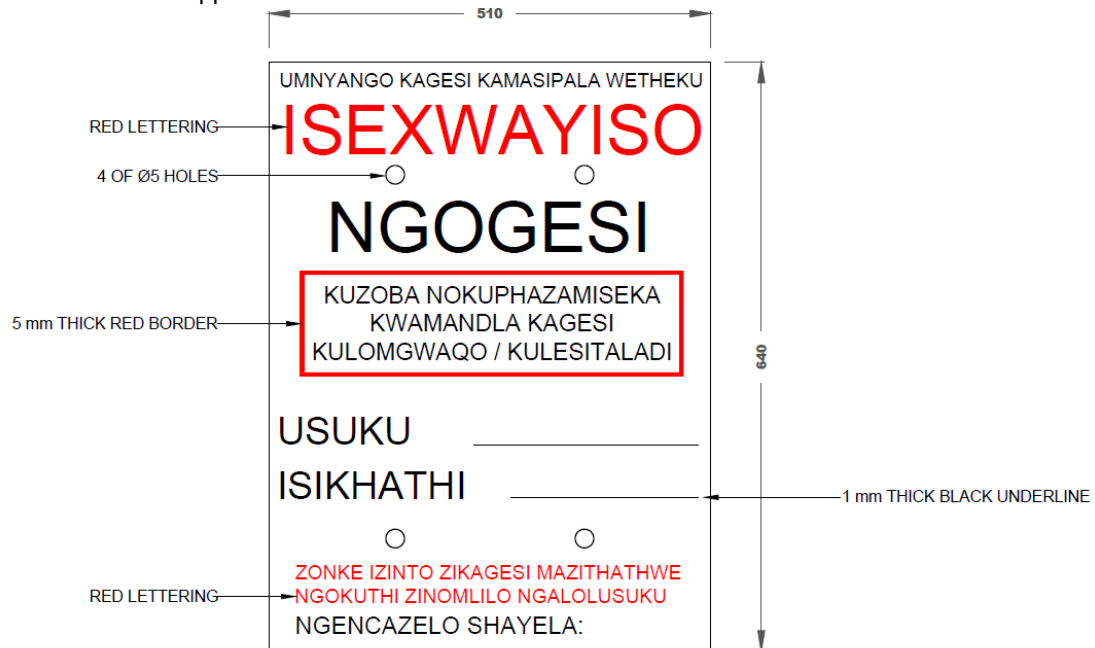 510
UMNYANGO KAGESI KAMASIPALA WETHEKU
RED LETTERING
ISEXWAYISO
4 OF Ø5 HOLES
NGOGESI
5 mm THICK RED BORDER
KUZOBA NOKUPHAZAMISEKA
KWAMANDLA KAGESI
KULOMGWAQO / KULESITALADI
640
USUKU
ISIKHATHI
1 mm THICK BLACK UNDERLINE
RED LETTERING
ZONKE IZINTO ZIKAGESI MAZITHATHWE
NGOKUTHI ZINOMLILO NGALOLUSUKU
NGENCAZELO SHAYELA: